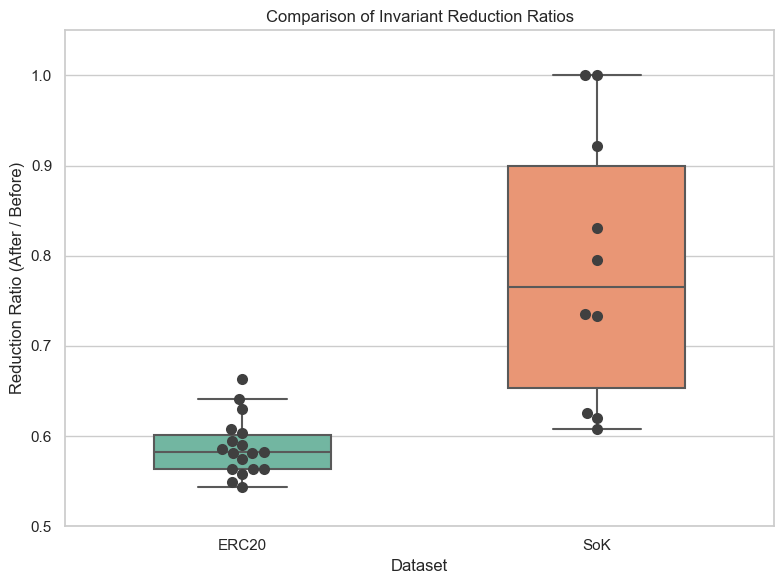 Comparison of Invariant Reduction Ratios
Reduction Ratio (After / Before)
1.0
0.9
0.8
0.7
0.6
0.5
ERC20
SoK
Dataset